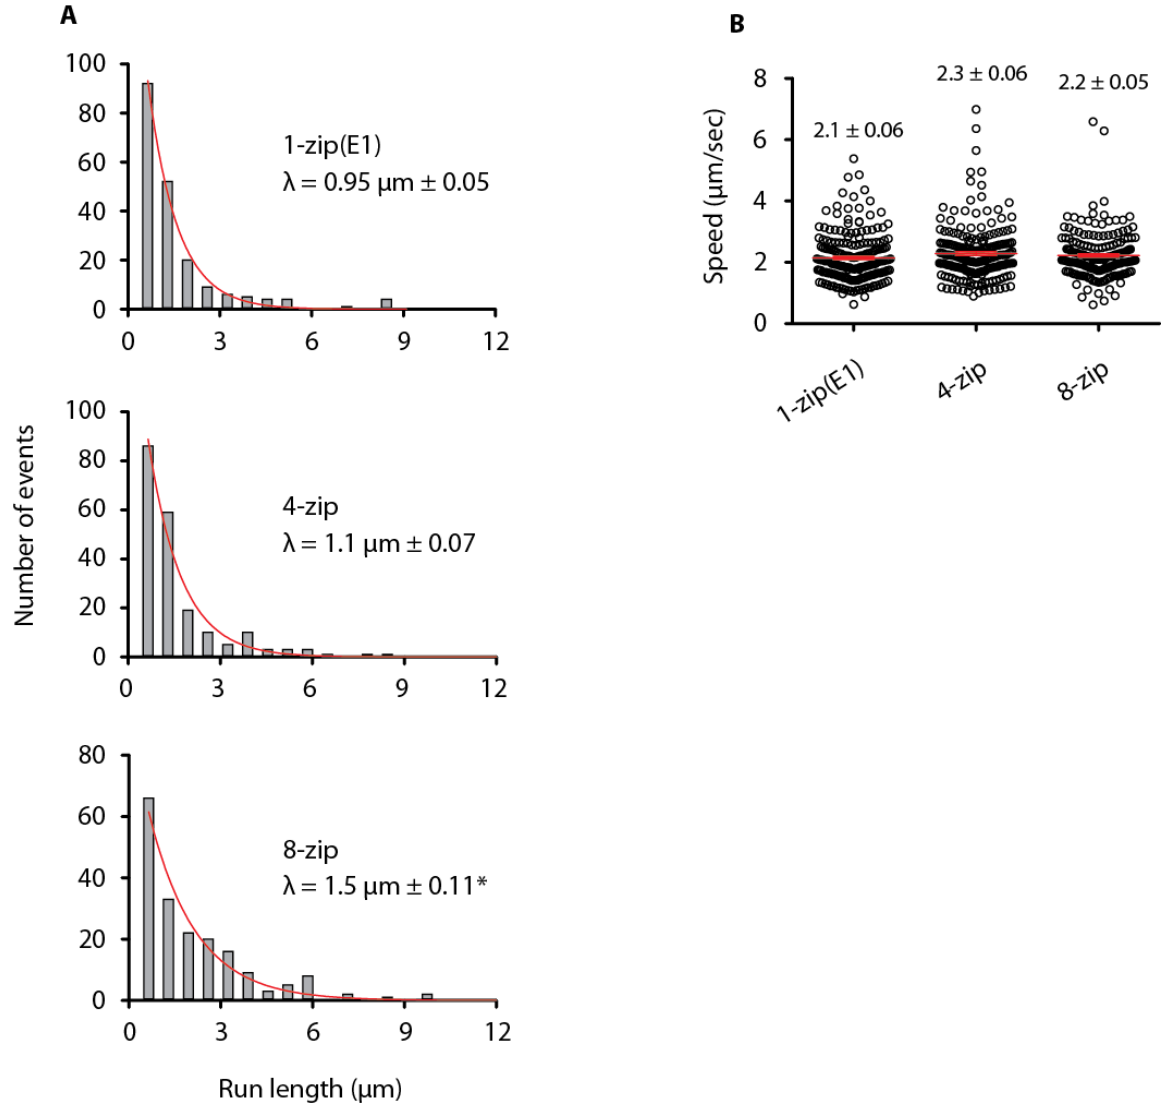 A
100
80
60
40
20
0
1-zip(E1)
λ = 0.95 µm ± 0.05
0 3 6 9 12
100
80
60
40
20
0
4-zip
λ = 1.1 µm ± 0.07
0 3 6 9 12
80
60
40
20
0
8-zip
λ = 1.5 µm ± 0.11*
0 3 6 9 12
Number of events
Run length (µm)
B
8
6
4
2
0
Speed (µm/sec)
2.1 ± 0.06
2.3 ± 0.06
2.2 ± 0.05
1-zip(E1)
4-zip
8-zip